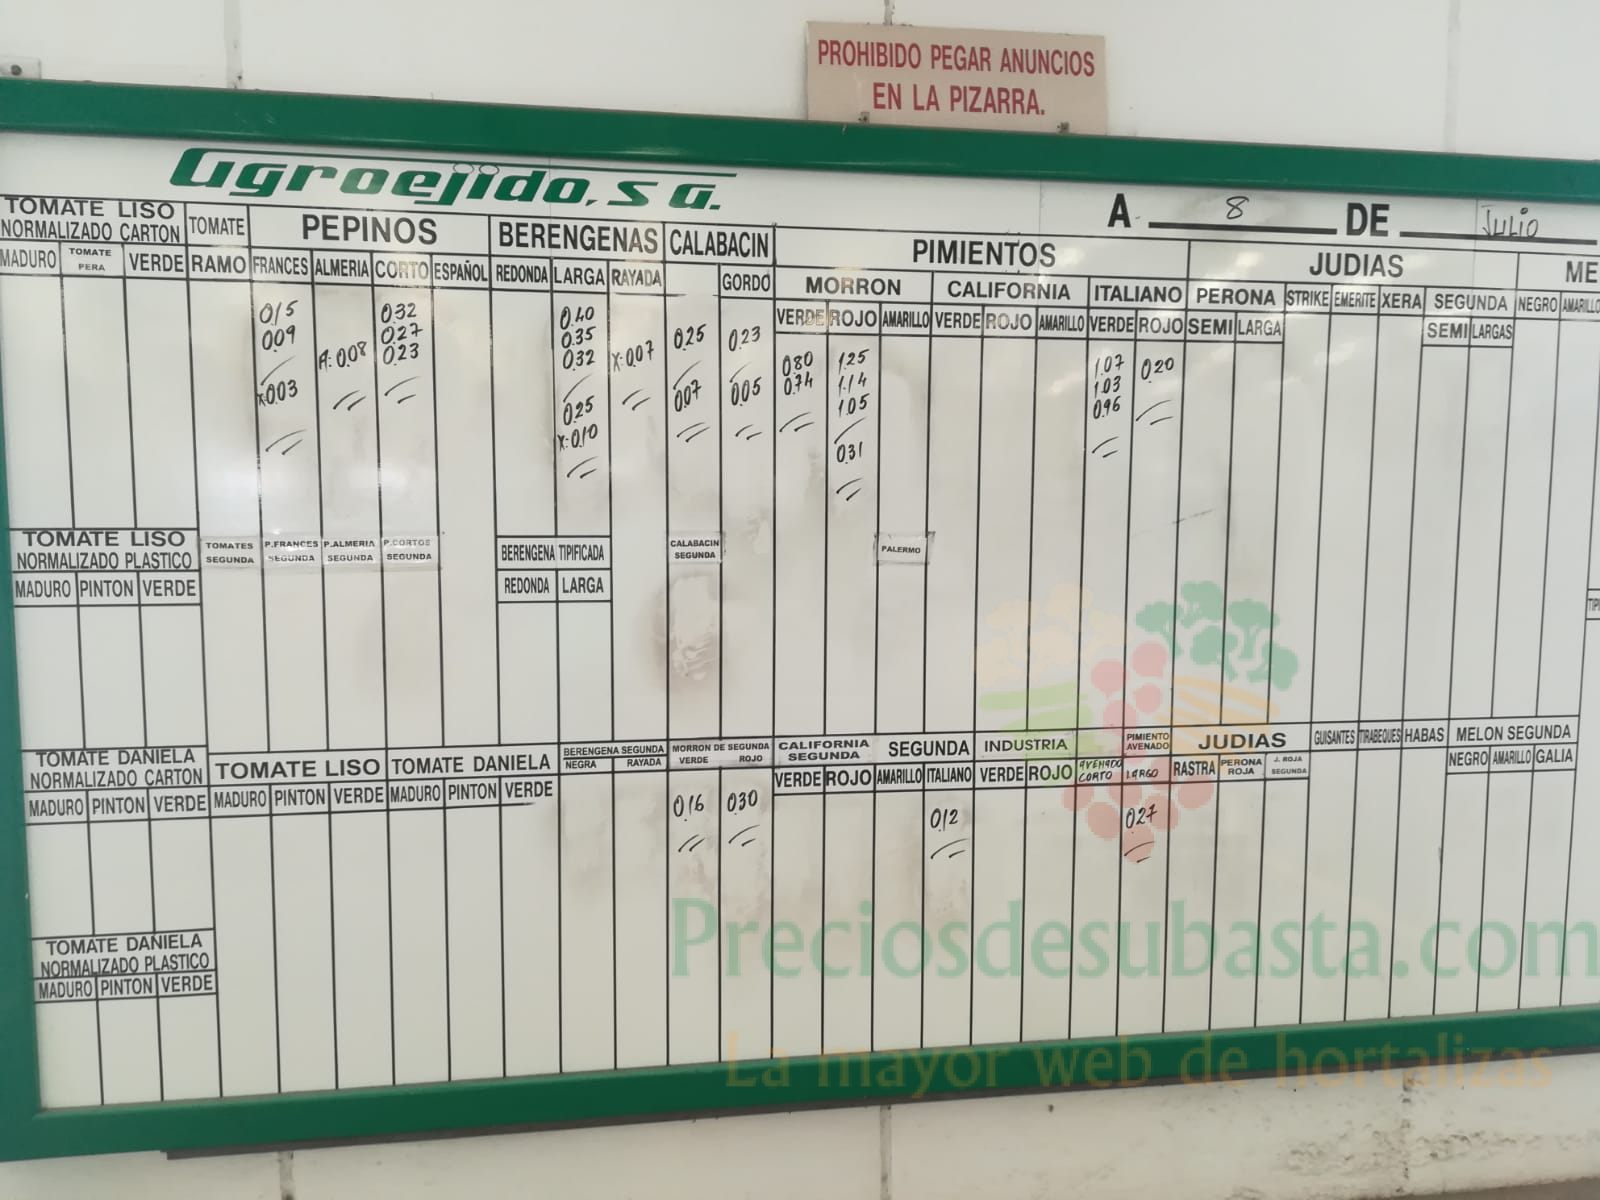 PROHIBIDO PEGAR ANUNCIOS
EN LA PIZARRA.
agroejido, s a.
A 8 DE Julio
TOMATE LISO
NORMALIZADO CARTON
TOMATE PEPINOS BERENGENAS CALABACIN PIMIENTOS JUDIAS ME
MADURO TOMATE PERA VERDE RAMO FRANCES ALMERIA CORTO ESPAÑOL REDONDA LARGA RAYADA GORDO MORRON CALIFORNIA ITALIANO PERONA STRIKE EMERITE XERA SEGUNDA NEGRO AMARILLO
VERDE ROJO AMARILLO VERDE ROJO AMARILLO VERDE ROJO SEMI LARGA SEMI LARGAS
0.15 0.32 0.40
0.09 0.27 0.35 0.25 0.23
A: 0.08 0.23 0.32 X: 0.07 0.80 1.25 1.07 0.20
X: 0.03 0.07 0.05 0.74 1.14 1.03
0.25 1.05 0.96
X: 0.10 0.31
TOMATE LISO
NORMALIZADO PLASTICO
TOMATES SEGUNDA P.FRANCES SEGUNDA P.ALMERIA SEGUNDA P.CORTOS SEGUNDA BERENGENA TIPIFICADA CALABACIN SEGUNDA PALERMO
MADURO PINTON VERDE REDONDA LARGA
TOMATE DANIELA
NORMALIZADO CARTON
TOMATE LISO TOMATE DANIELA BERENGENA SEGUNDA MORRON DE SEGUNDA CALIFORNIA SEGUNDA SEGUNDA INDUSTRIA PIMIENTO AVENADO JUDIAS GUISANTES TIRABEQUES HABAS MELON SEGUNDA
NEGRA RAYADA VERDE ROJO VERDE ROJO AMARILLO ITALIANO VERDE ROJO AVENADO CORTO LARGO RASTRA PERONA ROJA J. ROJA SEGUNDA NEGRO AMARILLO GALIA
MADURO PINTON VERDE MADURO PINTON VERDE MADURO PINTON VERDE
0.16 0.30 0.12 0.27
TOMATE DANIELA
NORMALIZADO PLASTICO
MADURO PINTON VERDE
Preciosdesubasta.com
La mayor web de hortalizas